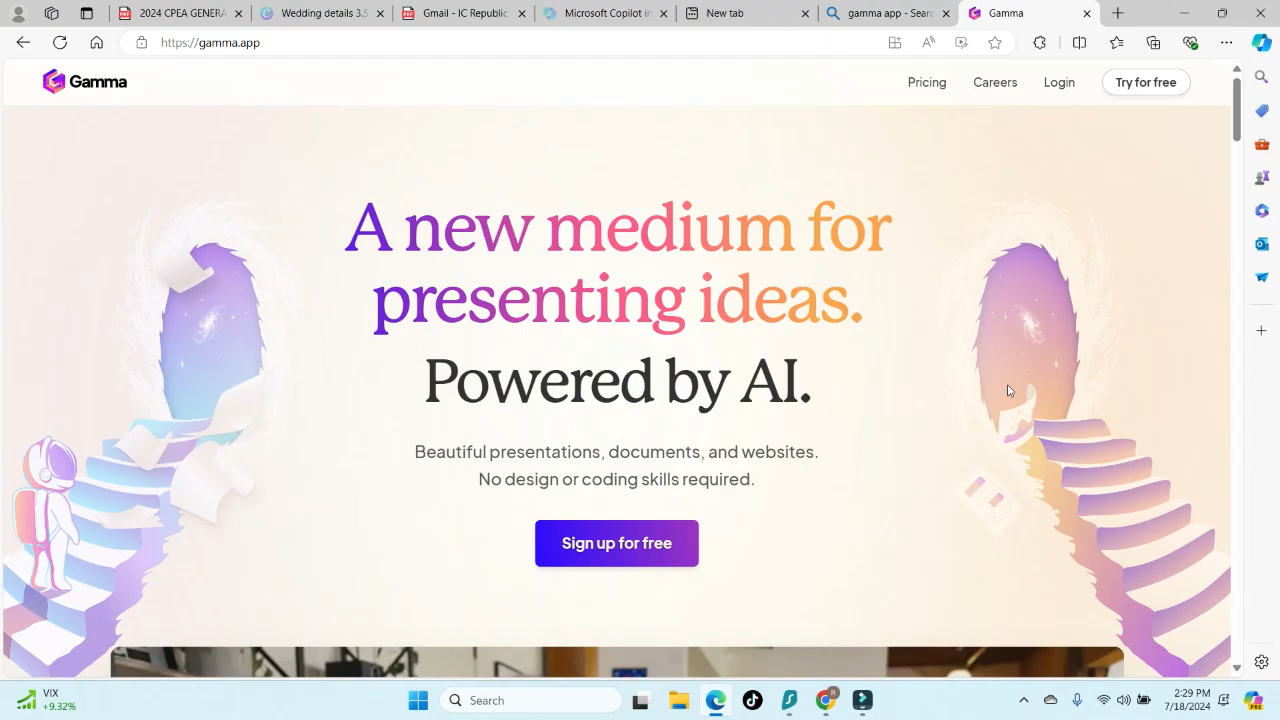 2024 CPEA GENERA
Wedding details 3.5
Gmail - IC Republic
Microsoft Copilot in
New tab
gamma app - Searc
Gamma
https://gamma.app
Gamma
Pricing
Careers
Login
Try for free
A new medium for
presenting ideas.
Powered by AI.
Beautiful presentations, documents, and websites.
No design or coding skills required.
Sign up for free
VIX
+9.32%
Search
3:29 PM
7/18/2024